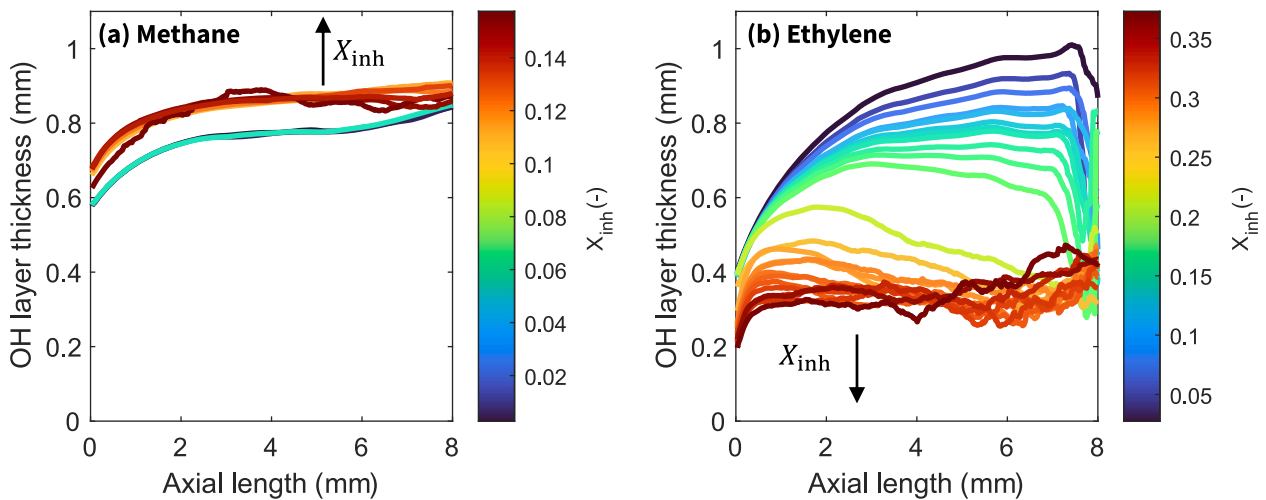 (a) Methane
X_inh
OH layer thickness (mm)
1
0.8
0.6
0.4
0.2
0
0 2 4 6 8
Axial length (mm)
0.14
0.12
0.1
0.08
0.06
0.04
0.02
X_inh (-)
(b) Ethylene
X_inh
OH layer thickness (mm)
1
0.8
0.6
0.4
0.2
0
0 2 4 6 8
Axial length (mm)
0.35
0.3
0.25
0.2
0.15
0.1
0.05
X_inh (-)